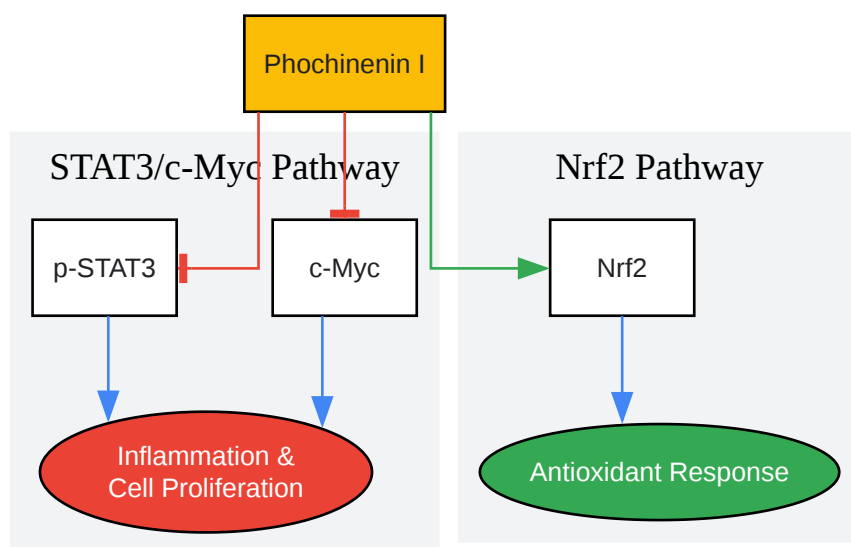 Phochinenin I
STAT3/c-Myc Pathway
Nrf2 Pathway
p-STAT3
c-Myc
Nrf2
Inflammation &
Cell Proliferation
Antioxidant Response